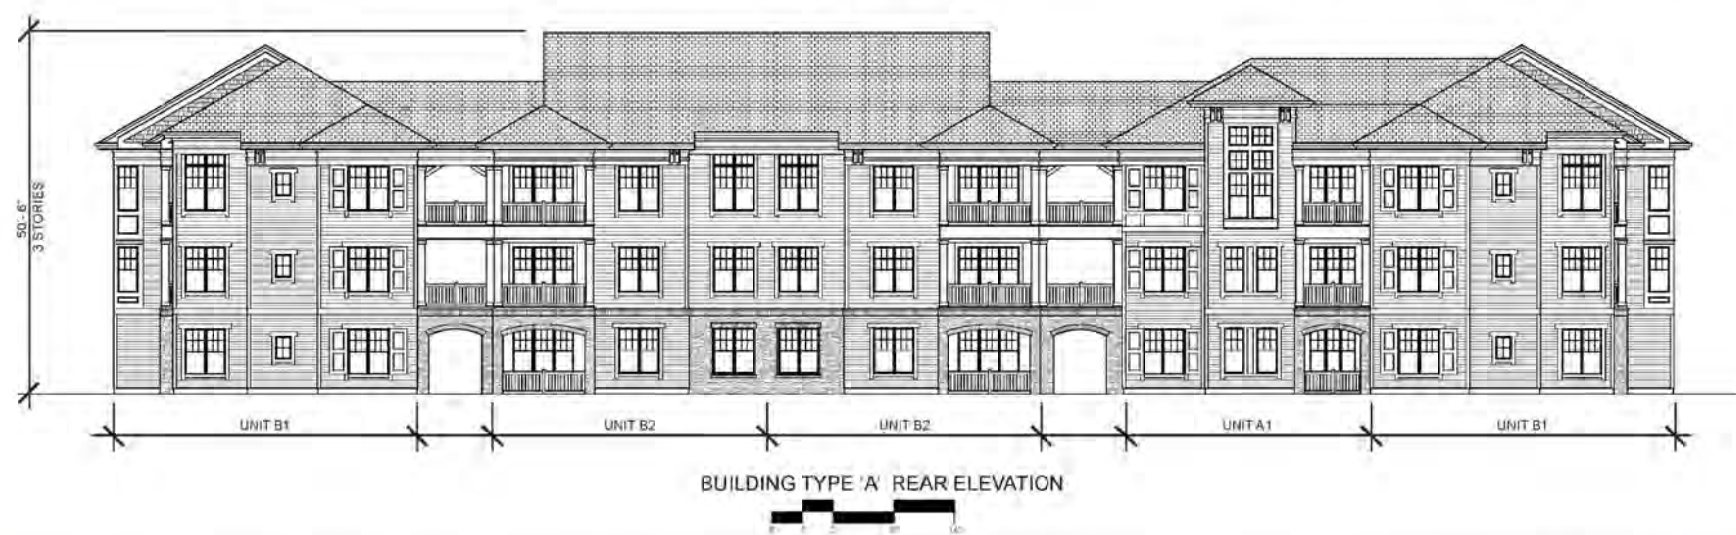 50'- 6"
3 STORIES
UNIT B1
UNIT B2
UNIT B2
UNIT A1
UNIT B1
BUILDING TYPE 'A' REAR ELEVATION